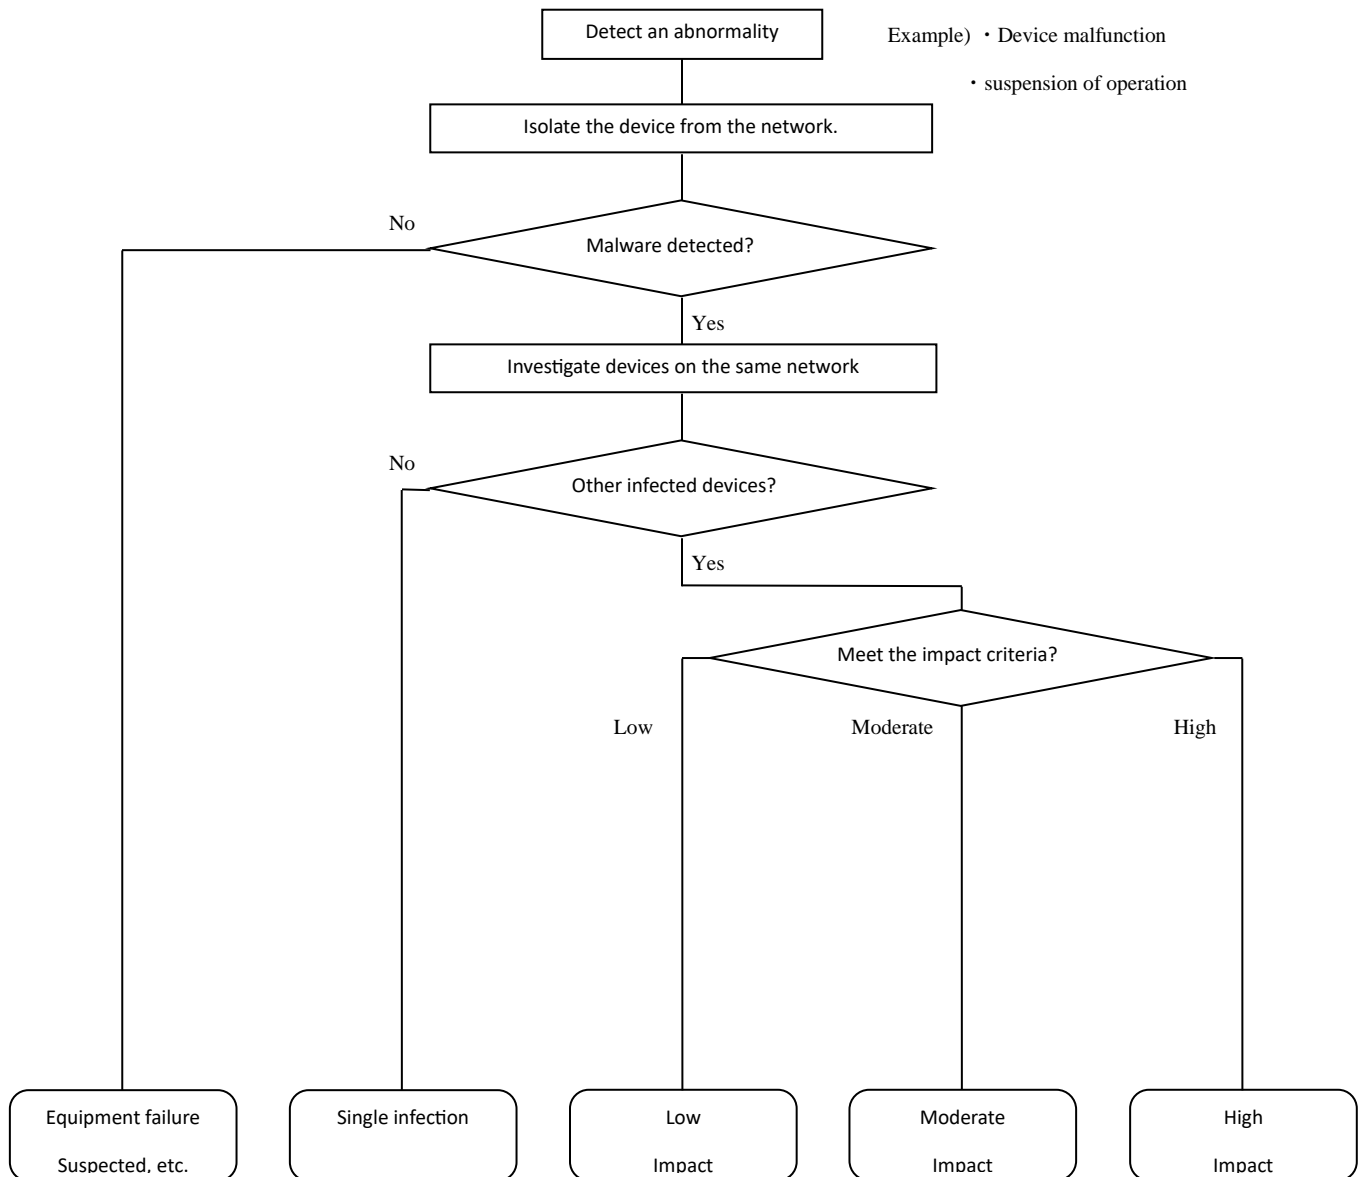 Detect an abnormality
Example) ・Device malfunction
・suspension of operation
Isolate the device from the network.
No
Malware detected?
Yes
Investigate devices on the same network
No
Other infected devices?
Yes
Meet the impact criteria?
Low
Moderate
High
Equipment failure
Suspected, etc.
Single infection
Low
Impact
Moderate
Impact
High
Impact